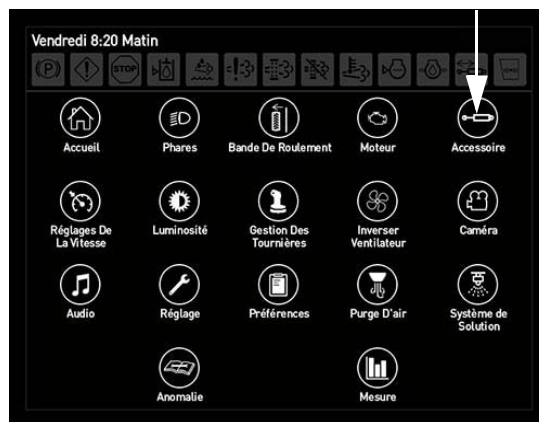 Vendredi 8:20 Matin
(P)
STOP
Accueil
Phares
Bande De Roulement
Moteur
Accessoire
Réglages De
La Vitesse
Luminosité
Gestion Des
Tournières
Inverser
Ventilateur
Caméra
Audio
Réglage
Préférences
Purge D'air
Système de
Solution
Anomalie
Mesure